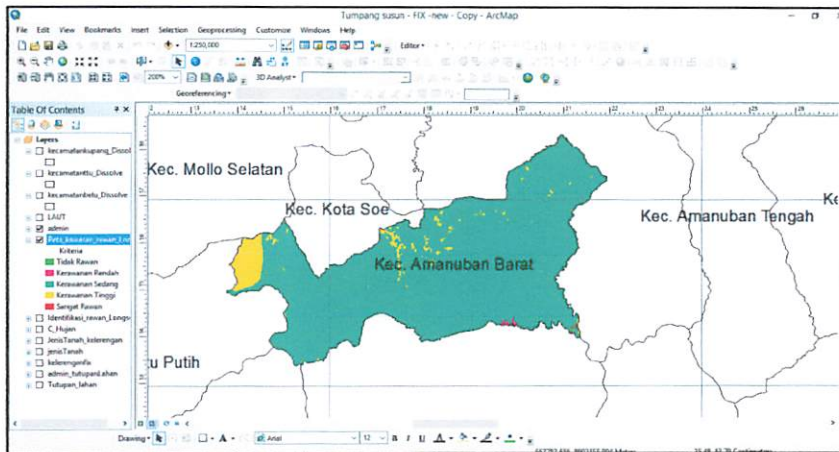 Tumpang susun - FIX -new - Copy - ArcMap
File Edit View Bookmarks Insert Selection Geoprocessing Customize Windows Help
1:250,000 Editor
200% 3D Analyst
Georeferencing
Table Of Contents
Layers
kecamatankupang_Dissol
kecamatanttu_Dissolve
kecamatanbelu_Dissolve
LAUT
admin
Kriteria
Tidak Rawan
Kerawanan Rendah
Kerawanan Sedang
Kerawanan Tinggi
Sangat Rawan
Identifikasi_rawan_Longs
C_Hujan
JenisTanah_kelerengan
jenisTanah
admin_tutupanLahan
Tutupan_lahan
Kec. Mollo Selatan
Kec. Kota Soe
Kec. Amanuban Tengah
Kec. Amanuban Barat
u Putih
Drawing A Arial 12 B I U A